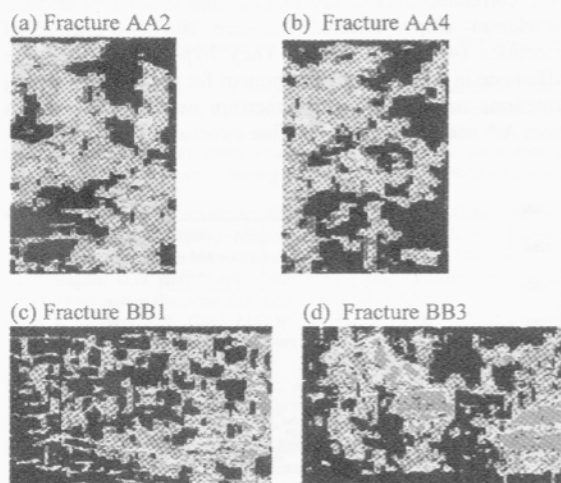 (a) Fracture AA2
(b) Fracture AA4
(c) Fracture BB1
(d) Fracture BB3